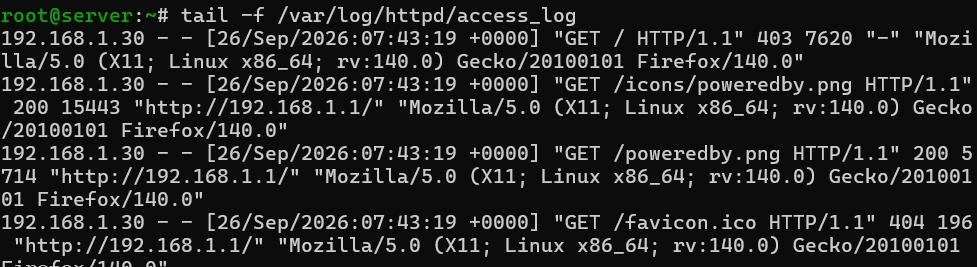 root@server:~# tail -f /var/log/httpd/access_log
192.168.1.30 - - [26/Sep/2026:07:43:19 +0000] "GET / HTTP/1.1" 403 7620 "-" "Mozi
lla/5.0 (X11; Linux x86_64; rv:140.0) Gecko/20100101 Firefox/140.0"
192.168.1.30 - - [26/Sep/2026:07:43:19 +0000] "GET /icons/poweredby.png HTTP/1.1"
 200 15443 "http://192.168.1.1/" "Mozilla/5.0 (X11; Linux x86_64; rv:140.0) Gecko
/20100101 Firefox/140.0"
192.168.1.30 - - [26/Sep/2026:07:43:19 +0000] "GET /poweredby.png HTTP/1.1" 200 5
714 "http://192.168.1.1/" "Mozilla/5.0 (X11; Linux x86_64; rv:140.0) Gecko/201001
01 Firefox/140.0"
192.168.1.30 - - [26/Sep/2026:07:43:19 +0000] "GET /favicon.ico HTTP/1.1" 404 196
 "http://192.168.1.1/" "Mozilla/5.0 (X11; Linux x86_64; rv:140.0) Gecko/20100101
Firefox/140.0"